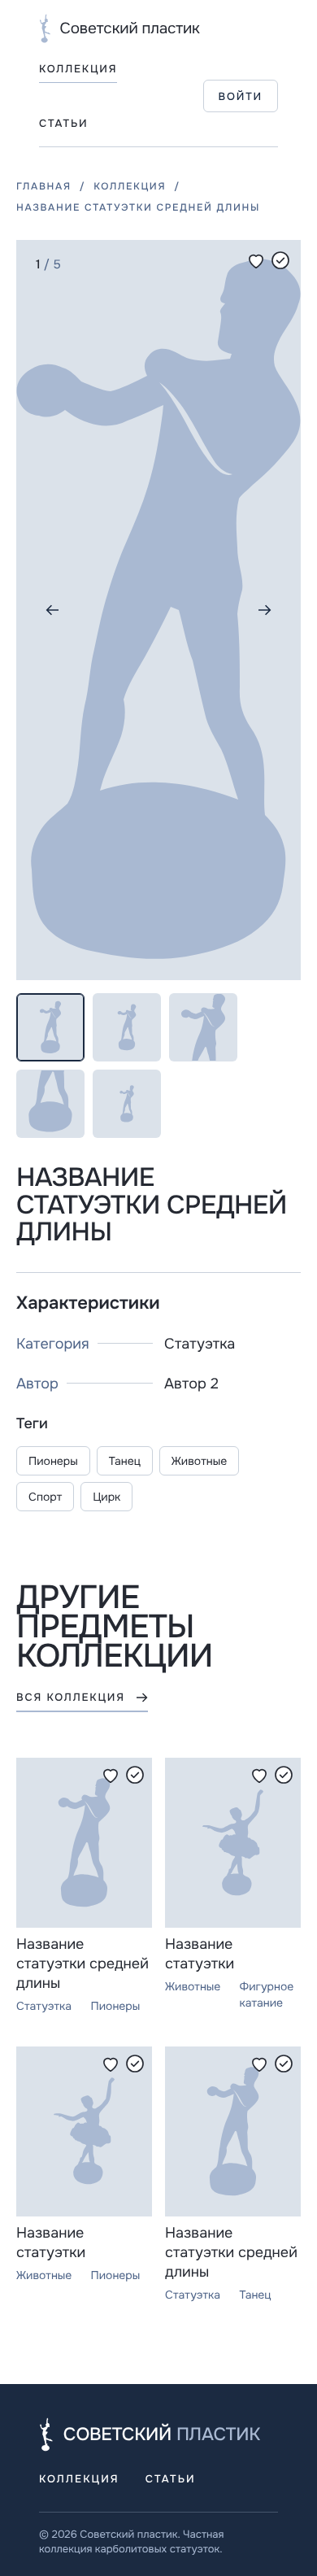 Советский пластик
КОЛЛЕКЦИЯ
ВОЙТИ
СТАТЬИ
ГЛАВНАЯ / КОЛЛЕКЦИЯ /
НАЗВАНИЕ СТАТУЭТКИ СРЕДНЕЙ ДЛИНЫ
1 / 5
НАЗВАНИЕ
СТАТУЭТКИ СРЕДНЕЙ
ДЛИНЫ
Характеристики
Категория Статуэтка
Автор Автор 2
Теги
Пионеры Танец Животные
Спорт Цирк
ДРУГИЕ
ПРЕДМЕТЫ
КОЛЛЕКЦИИ
ВСЯ КОЛЛЕКЦИЯ →
Название
статуэтки средней
длины
Статуэтка Пионеры
Название
статуэтки
Животные Фигурное
катание
Название
статуэтки
Животные Пионеры
Название
статуэтки средней
длины
Статуэтка Танец
СОВЕТСКИЙ ПЛАСТИК
КОЛЛЕКЦИЯ СТАТЬИ
© 2026 Советский пластик. Частная
коллекция карболитовых статуэток.